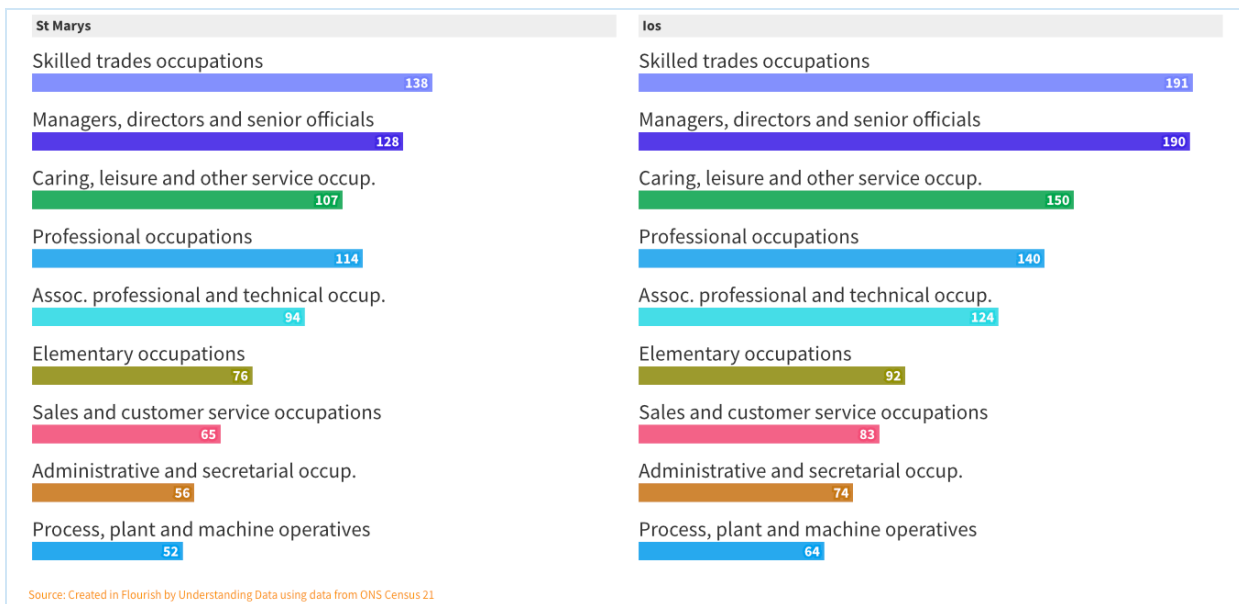 St Marys
Skilled trades occupations
138
Managers, directors and senior officials
128
Caring, leisure and other service occup.
107
Professional occupations
114
Assoc. professional and technical occup.
94
Elementary occupations
76
Sales and customer service occupations
65
Administrative and secretarial occup.
56
Process, plant and machine operatives
52
Ios
Skilled trades occupations
191
Managers, directors and senior officials
190
Caring, leisure and other service occup.
150
Professional occupations
140
Assoc. professional and technical occup.
124
Elementary occupations
92
Sales and customer service occupations
83
Administrative and secretarial occup.
74
Process, plant and machine operatives
64
Source: Created in Flourish by Understanding Data using data from ONS Census 21